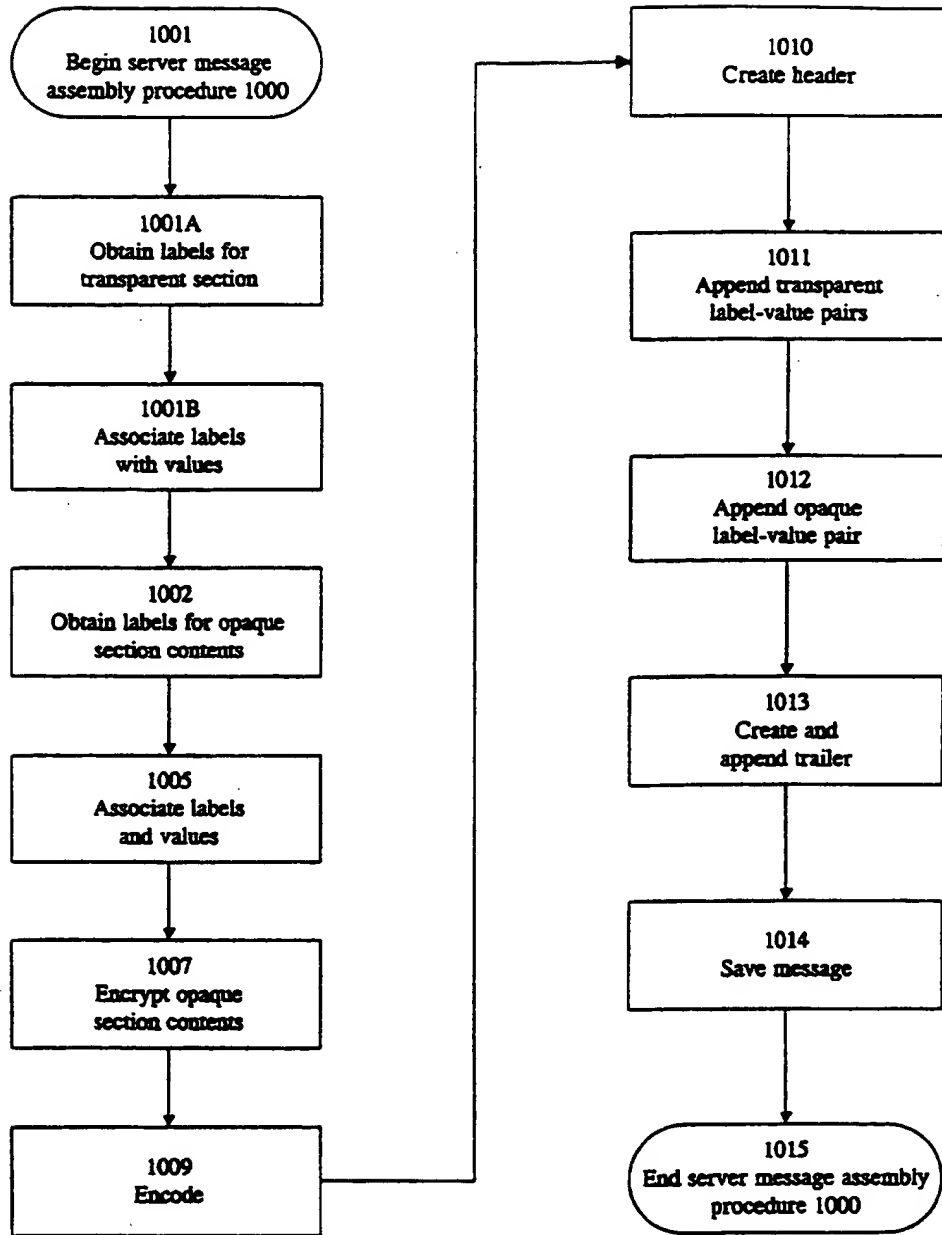 1001
Begin server message
assembly procedure 1000
1001A
Obtain labels for
transparent section
1001B
Associate labels
with values
1002
Obtain labels for opaque
section contents
1005
Associate labels
and values
1007
Encrypt opaque
section contents
1009
Encode
1010
Create header
1011
Append transparent
label-value pairs
1012
Append opaque
label-value pair
1013
Create and
append trailer
1014
Save message
1015
End server message assembly
procedure 1000